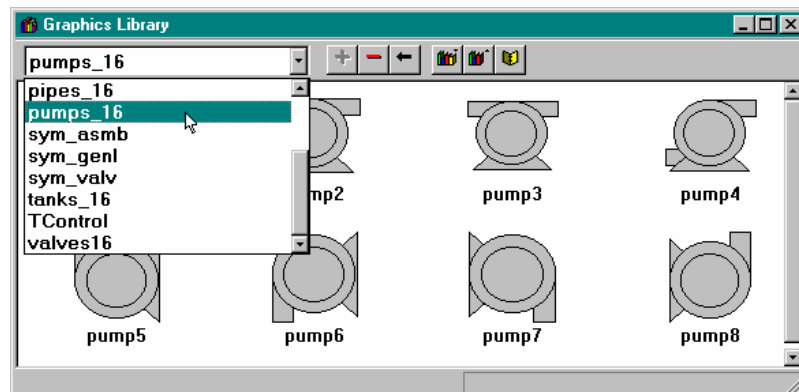 Graphics Library
pumps_16
pipes_16
pumps_16
sym_asmb
sym_genl
sym_valv
tanks_16
TControl
valves16
mp2
pump3
pump4
pump5
pump6
pump7
pump8